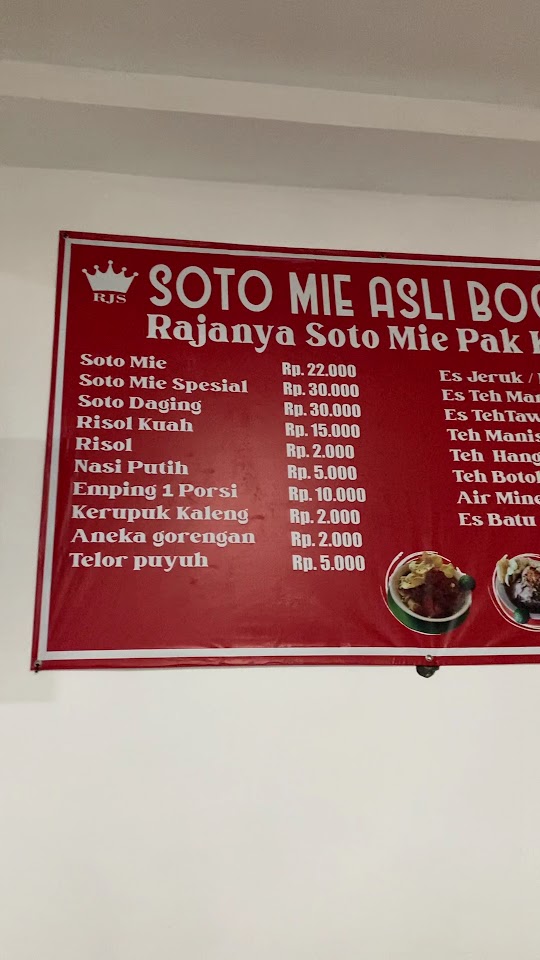 RJS
SOTO MIE ASLI
Rajanya Soto Mie Pak
Soto Mie Rp. 22.000
Soto Mie Spesial Rp. 30.000
Soto Daging Rp. 30.000
Risol Kuah Rp. 15.000
Risol Rp. 2.000
Nasi Putih Rp. 5.000
Emping 1 Porsi Rp. 10.000
Kerupuk Kaleng Rp. 2.000
Aneka gorengan Rp. 2.000
Telor puyuh Rp. 5.000
Es Jeruk /
Es Teh
Es Teh
Teh Manis
Teh
Teh
Air
Es Batu